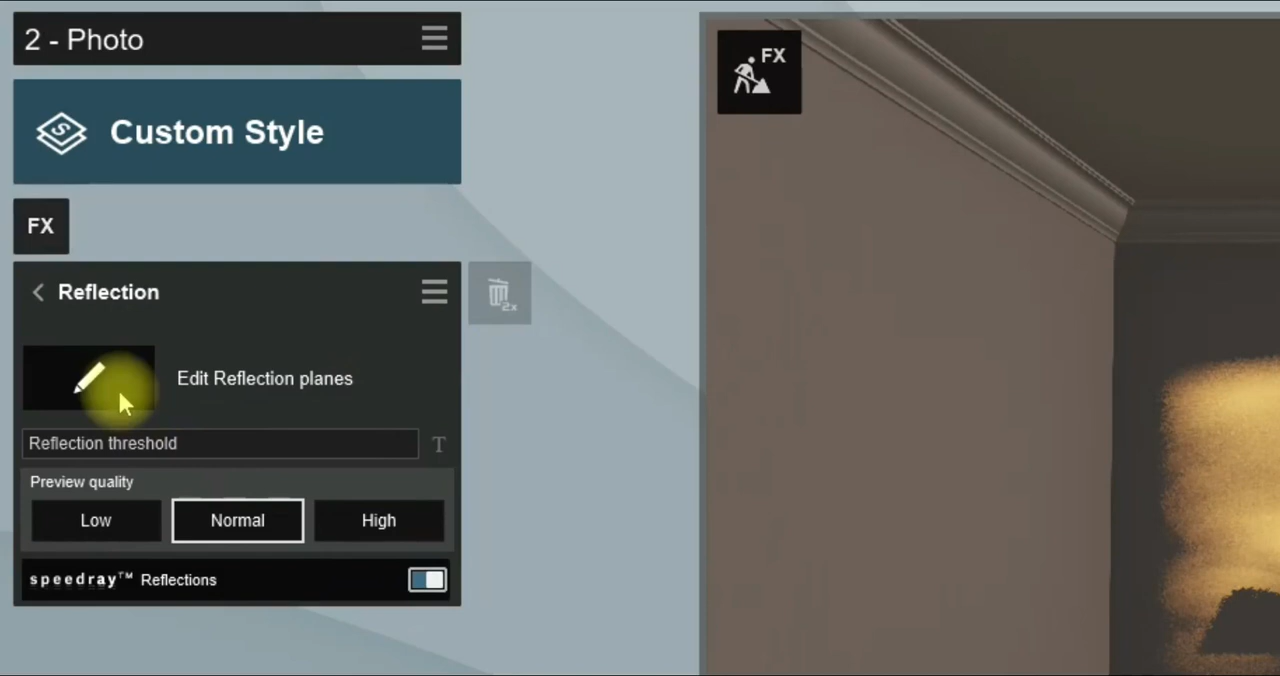 2 - Photo
FX
S Custom Style
FX
Reflection
2x
Edit Reflection planes
Reflection threshold T
Preview quality
Low Normal High
speedray™ Reflections